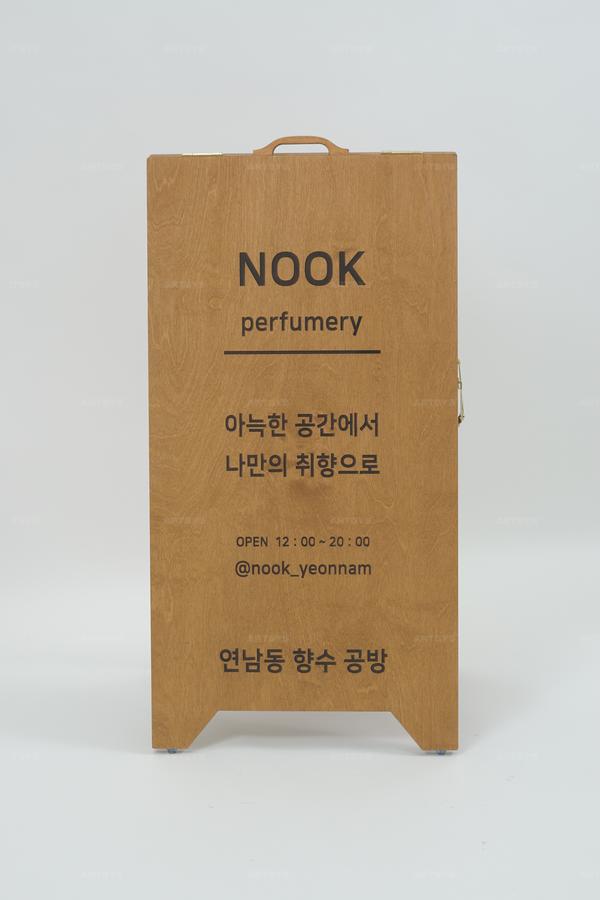 NOOK
perfumery
아늑한 공간에서
나만의 취향으로
OPEN 12 : 00 ~ 20 : 00
@nook_yeonnam
연남동 향수 공방